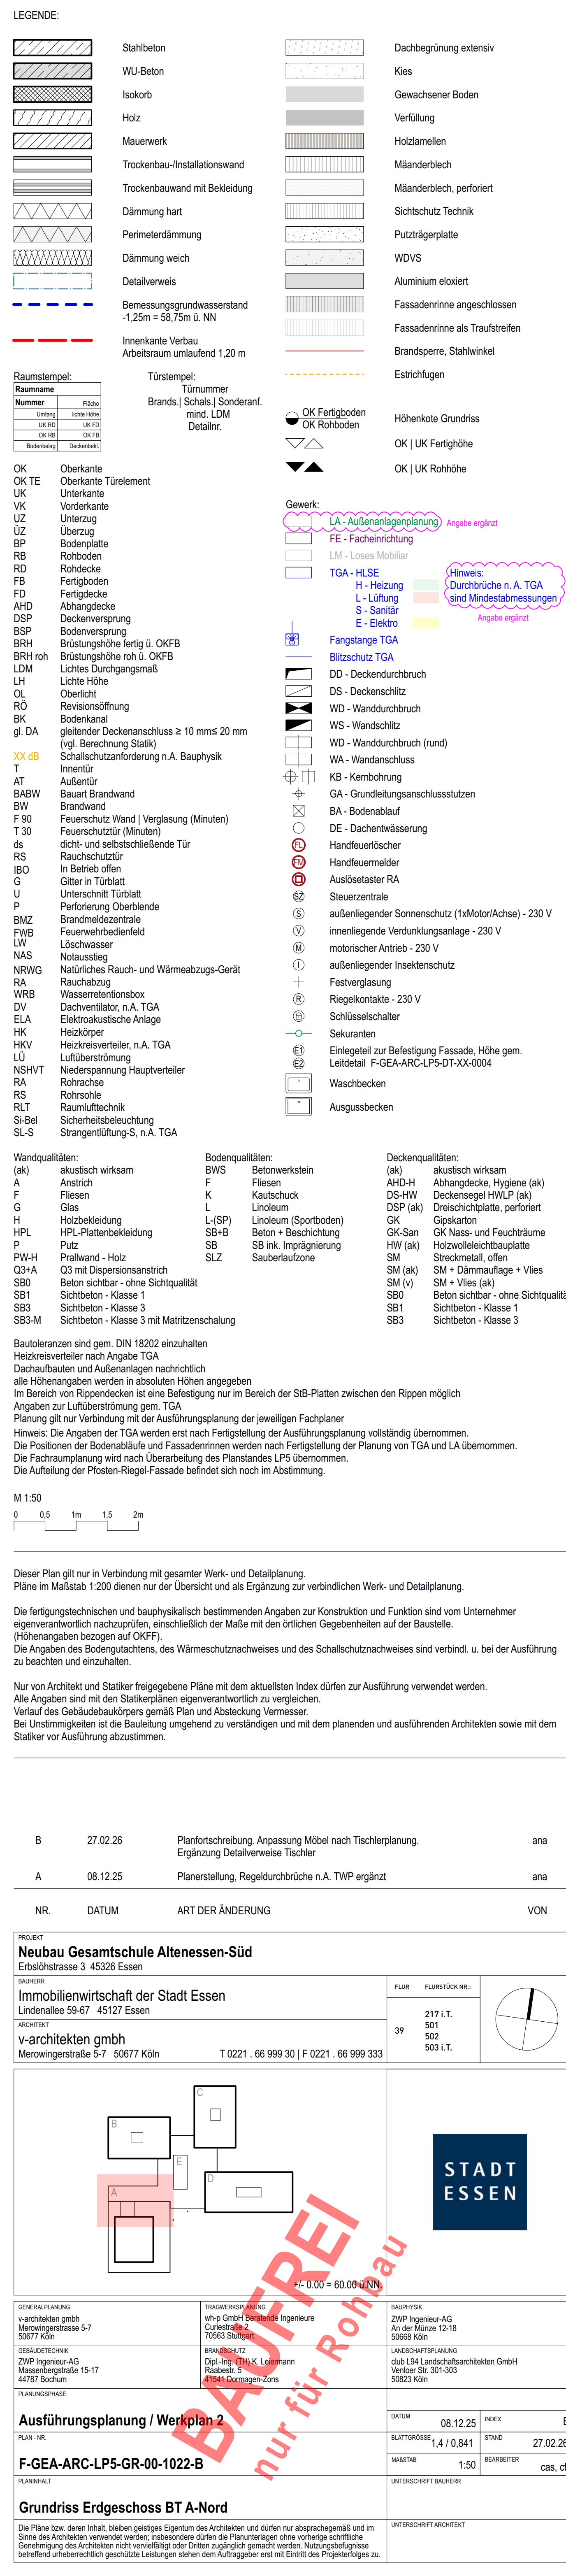 LEGENDE:
Stahlbeton
WU-Beton
Isokorb
Holz
Mauerwerk
Trockenbau-/Installationswand
Trockenbauwand mit Bekleidung
Dämmung hart
Perimeterdämmung
Dämmung weich
Detailverweis
Bemessungsgrundwasserstand
-1,25m = 58,75m ü. NN
Innenkante Verbau
Arbeitsraum umlaufend 1,20 m
Dachbegrünung extensiv
Kies
Gewachsener Boden
Verfüllung
Holzlamellen
Mäanderblech
Mäanderblech, perforiert
Sichtschutz Technik
Putzträgerplatte
WDVS
Aluminium eloxiert
Fassadenrinne angeschlossen
Fassadenrinne als Traufstreifen
Brandsperre, Stahlwinkel
Estrichfugen
Raumstempel:
Raumname
Nummer Fläche
Umfang lichte Höhe
UK RD UK FD
OK RB OK FB
Bodenbelag Deckenbekl.
Türstempel:
Türnummer
Brands.| Schals.| Sonderanf.
mind. LDM
Detailnr.
OK Fertigboden
OK Rohboden
Höhenkote Grundriss
OK | UK Fertighöhe
OK | UK Rohhöhe
OK Oberkante
OK TE Oberkante Türelement
UK Unterkante
VK Vorderkante
UZ Unterzug
ÜZ Überzug
BP Bodenplatte
RB Rohboden
RD Rohdecke
FB Fertigboden
FD Fertigdecke
AHD Abhangdecke
DSP Deckenversprung
BSP Bodenversprung
BRH Brüstungshöhe fertig ü. OKFB
BRH roh Brüstungshöhe roh ü. OKFB
LDM Lichtes Durchgangsmaß
LH Lichte Höhe
OL Oberlicht
RÖ Revisionsöffnung
BK Bodenkanal
gl. DA gleitender Deckenanschluss ≥ 10 mm≤ 20 mm
(vgl. Berechnung Statik)
XX dB Schallschutzanforderung n.A. Bauphysik
T Innentür
AT Außentür
BABW Bauart Brandwand
BW Brandwand
F 90 Feuerschutz Wand | Verglasung (Minuten)
T 30 Feuerschutztür (Minuten)
ds dicht- und selbstschließende Tür
RS Rauchschutztür
IBO In Betrieb offen
G Gitter in Türblatt
U Unterschnitt Türblatt
P Perforierung Oberblende
BMZ Brandmeldezentrale
FWB Feuerwehrbedienfeld
LW Löschwasser
NAS Notausstieg
NRWG Natürliches Rauch- und Wärmeabzugs-Gerät
RA Rauchabzug
WRB Wasserretentionsbox
DV Dachventilator, n.A. TGA
ELA Elektroakustische Anlage
HK Heizkörper
HKV Heizkreisverteiler, n.A. TGA
LÜ Luftüberströmung
NSHVT Niederspannung Hauptverteiler
RA Rohrachse
RS Rohrsohle
RLT Raumlufttechnik
Si-Bel Sicherheitsbeleuchtung
SL-S Strangentlüftung-S, n.A. TGA
Gewerk:
LA - Außenanlagenplanung Angabe ergänzt
FE - Facheinrichtung
LM - Loses Mobiliar
TGA - HLSE
H - Heizung
L - Lüftung
S - Sanitär
E - Elektro
Hinweis:
Durchbrüche n. A. TGA
sind Mindestabmessungen
Angabe ergänzt
Fangstange TGA
Blitzschutz TGA
DD - Deckendurchbruch
DS - Deckenschlitz
WD - Wanddurchbruch
WS - Wandschlitz
WD - Wanddurchbruch (rund)
WA - Wandanschluss
KB - Kernbohrung
GA - Grundleitungsanschlussstutzen
BA - Bodenablauf
DE - Dachentwässerung
FL Handfeuerlöscher
FM Handfeuermelder
Auslösetaster RA
SZ Steuerzentrale
S außenliegender Sonnenschutz (1xMotor/Achse) - 230 V
V innenliegende Verdunklungsanlage - 230 V
M motorischer Antrieb - 230 V
I außenliegender Insektenschutz
Festverglasung
R Riegelkontakte - 230 V
Schlüsselschalter
Sekuranten
E1 Einlegeteil zur Befestigung Fassade, Höhe gem.
E2 Leitdetail F-GEA-ARC-LP5-DT-XX-0004
Waschbecken
Ausgussbecken
Wandqualitäten:
(ak) akustisch wirksam
A Anstrich
F Fliesen
G Glas
H Holzbekleidung
HPL HPL-Plattenbekleidung
P Putz
PW-H Prallwand - Holz
Q3+A Q3 mit Dispersionsanstrich
SB0 Beton sichtbar - ohne Sichtqualität
SB1 Sichtbeton - Klasse 1
SB3 Sichtbeton - Klasse 3
SB3-M Sichtbeton - Klasse 3 mit Matritzenschalung
Bodenqualitäten:
BWS Betonwerkstein
F Fliesen
K Kautschuck
L Linoleum
L-(SP) Linoleum (Sportboden)
SB+B Beton + Beschichtung
SB SB ink. Imprägnierung
SLZ Sauberlaufzone
Deckenqualitäten:
(ak) akustisch wirksam
AHD-H Abhangdecke, Hygiene (ak)
DS-HW Deckensegel HWLP (ak)
DSP (ak) Dreischichtplatte, perforiert
GK Gipskarton
GK-San GK Nass- und Feuchträume
HW (ak) Holzwolleleichtbauplatte
SM Streckmetall, offen
SM (ak) SM + Dämmauflage + Vlies
SM (v) SM + Vlies (ak)
SB0 Beton sichtbar - ohne Sichtqualitä
SB1 Sichtbeton - Klasse 1
SB3 Sichtbeton - Klasse 3
Bautoleranzen sind gem. DIN 18202 einzuhalten
Heizkreisverteiler nach Angabe TGA
Dachaufbauten und Außenanlagen nachrichtlich
alle Höhenangaben werden in absoluten Höhen angegeben
Im Bereich von Rippendecken ist eine Befestigung nur im Bereich der StB-Platten zwischen den Rippen möglich
Angaben zur Luftüberströmung gem. TGA
Planung gilt nur Verbindung mit der Ausführungsplanung der jeweiligen Fachplaner
Hinweis: Die Angaben der TGA werden erst nach Fertigstellung der Ausführungsplanung vollständig übernommen.
Die Positionen der Bodenabläufe und Fassadenrinnen werden nach Fertigstellung der Planung von TGA und LA übernommen.
Die Fachraumplanung wird nach Überarbeitung des Planstandes LP5 übernommen.
Die Aufteilung der Pfosten-Riegel-Fassade befindet sich noch im Abstimmung.
M 1:50
0 0,5 1m 1,5 2m
Dieser Plan gilt nur in Verbindung mit gesamter Werk- und Detailplanung.
Pläne im Maßstab 1:200 dienen nur der Übersicht und als Ergänzung zur verbindlichen Werk- und Detailplanung.
Die fertigungstechnischen und bauphysikalisch bestimmenden Angaben zur Konstruktion und Funktion sind vom Unternehmer
eigenverantwortlich nachzuprüfen, einschließlich der Maße mit den örtlichen Gegebenheiten auf der Baustelle.
(Höhenangaben bezogen auf OKFF).
Die Angaben des Bodengutachtens, des Wärmeschutznachweises und des Schallschutznachweises sind verbindl. u. bei der Ausführung
zu beachten und einzuhalten.
Nur von Architekt und Statiker freigegebene Pläne mit dem aktuellsten Index dürfen zur Ausführung verwendet werden.
Alle Angaben sind mit den Statikerplänen eigenverantwortlich zu vergleichen.
Verlauf des Gebäudebaukörpers gemäß Plan und Absteckung Vermesser.
Bei Unstimmigkeiten ist die Bauleitung umgehend zu verständigen und mit dem planenden und ausführenden Architekten sowie mit dem
Statiker vor Ausführung abzustimmen.
B 27.02.26 Planfortschreibung. Anpassung Möbel nach Tischlerplanung. ana
Ergänzung Detailverweise Tischler
A 08.12.25 Planerstellung, Regeldurchbrüche n.A. TWP ergänzt ana
NR. DATUM ART DER ÄNDERUNG VON
PROJEKT
Neubau Gesamtschule Altenessen-Süd
Erbslöhstrasse 3 45326 Essen
BAUHERR
Immobilienwirtschaft der Stadt Essen
Lindenallee 59-67 45127 Essen
ARCHITEKT
v-architekten gmbh
Merowingerstraße 5-7 50677 Köln T 0221 . 66 999 30 | F 0221 . 66 999 333
FLUR FLURSTÜCK NR.:
39
217 i.T.
501
502
503 i.T.
C
B
E
D
A
+/- 0.00 = 60.00 ü.NN.
STADT
ESSEN
BAUFREI
nur für Rohbau
GENERALPLANUNG
v-architekten gmbh
Merowingerstrasse 5-7
50677 Köln
TRAGWERKSPLANUNG
wh-p GmbH Beratende Ingenieure
Curiestraße 2
70563 Stuttgart
BAUPHYSIK
ZWP Ingenieur-AG
An der Münze 12-18
50668 Köln
GEBÄUDETECHNIK
ZWP Ingenieur-AG
Massenbergstraße 15-17
44787 Bochum
BRANDSCHUTZ
Dipl.-Ing. (TH) K. Leiermann
Raabestr. 5
41541 Dormagen-Zons
LANDSCHAFTSPLANUNG
club L94 Landschaftsarchitekten GmbH
Venloer Str. 301-303
50823 Köln
PLANUNGSPHASE
Ausführungsplanung / Werkplan 2
DATUM 08.12.25 INDEX
PLAN - NR.
F-GEA-ARC-LP5-GR-00-1022-B
BLATTGRÖSSE 1,4 / 0,841 STAND 27.02.26
MAßSTAB 1:50 BEARBEITER cas, cf
PLANINHALT
Grundriss Erdgeschoss BT A-Nord
UNTERSCHRIFT BAUHERR
UNTERSCHRIFT ARCHITEKT
Die Pläne bzw. deren Inhalt, bleiben geistiges Eigentum des Architekten und dürfen nur absprachegemäß und im
Sinne des Architekten verwendet werden; insbesondere dürfen die Planunterlagen ohne vorherige schriftliche
Genehmigung des Architekten nicht vervielfältigt oder Dritten zugänglich gemacht werden. Nutzungsbefugnisse
betreffend urheberrechtlich geschützte Leistungen stehen dem Auftraggeber erst mit Eintritt des Projekterfolges zu.